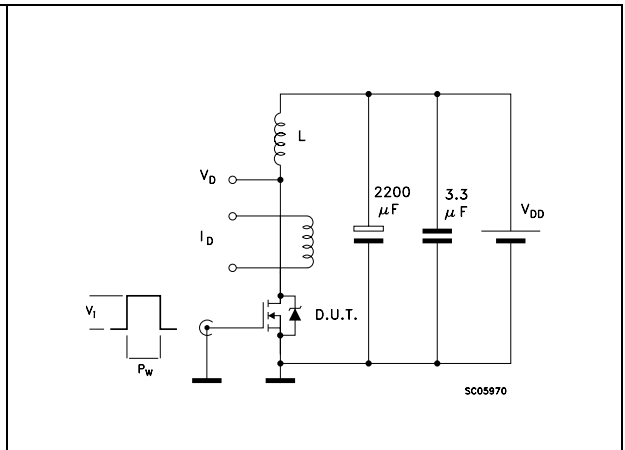 L
V_D
2200
μF
3.3
μF
V_DD
I_D
V_i
P_W
D.U.T.
SC05970